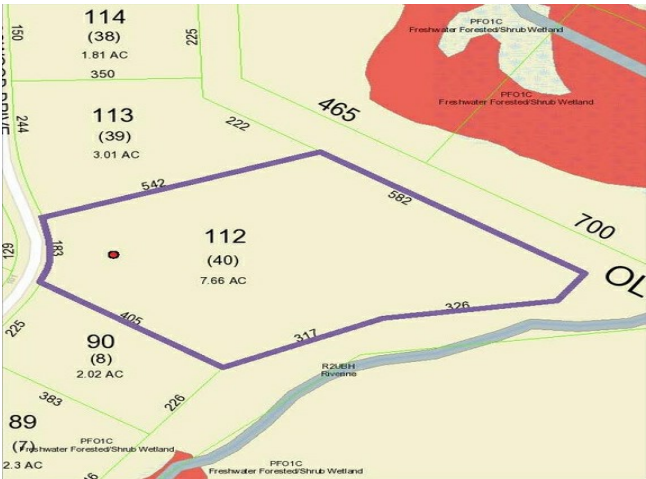 114
(38)
1.81 AC
350
150
225
PFO1C
Freshwater Forested/Shrub Wetland
PFO1C
Freshwater Forested/Shrub Wetland
465
113
(39)
3.01 AC
244
DRIVE
222
542
582
700
OL
112
(40)
7.66 AC
183
129
405
317
326
225
90
(8)
2.02 AC
R2UBH
Riverine
383
226
89
(7)
2.3 AC
PFO1C
Freshwater Forested/Shrub Wetland
PFO1C
Freshwater Forested/Shrub Wetland